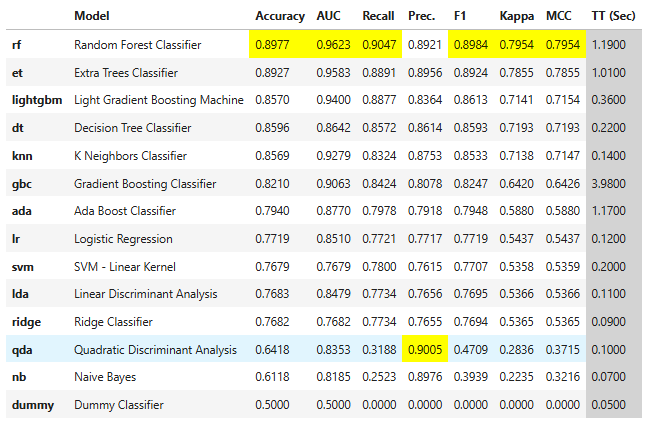 Model Accuracy AUC Recall Prec. F1 Kappa MCC TT (Sec)
rf Random Forest Classifier 0.8977 0.9623 0.9047 0.8921 0.8984 0.7954 0.7954 1.1900
et Extra Trees Classifier 0.8927 0.9583 0.8891 0.8956 0.8924 0.7855 0.7855 1.0100
lightgbm Light Gradient Boosting Machine 0.8570 0.9400 0.8877 0.8364 0.8613 0.7141 0.7154 0.3600
dt Decision Tree Classifier 0.8596 0.8642 0.8572 0.8614 0.8593 0.7193 0.7193 0.2200
knn K Neighbors Classifier 0.8569 0.9279 0.8324 0.8753 0.8533 0.7138 0.7147 0.1400
gbc Gradient Boosting Classifier 0.8210 0.9063 0.8424 0.8078 0.8247 0.6420 0.6426 3.9800
ada Ada Boost Classifier 0.7940 0.8770 0.7978 0.7918 0.7948 0.5880 0.5880 1.1700
lr Logistic Regression 0.7719 0.8510 0.7721 0.7717 0.7719 0.5437 0.5437 0.1200
svm SVM - Linear Kernel 0.7679 0.7679 0.7800 0.7615 0.7707 0.5358 0.5359 0.2000
lda Linear Discriminant Analysis 0.7683 0.8479 0.7734 0.7656 0.7695 0.5366 0.5366 0.1100
ridge Ridge Classifier 0.7682 0.7682 0.7734 0.7655 0.7694 0.5365 0.5365 0.0900
qda Quadratic Discriminant Analysis 0.6418 0.8353 0.3188 0.9005 0.4709 0.2836 0.3715 0.1000
nb Naive Bayes 0.6118 0.8185 0.2523 0.8976 0.3939 0.2235 0.3216 0.0700
dummy Dummy Classifier 0.5000 0.5000 0.0000 0.0000 0.0000 0.0000 0.0000 0.0500